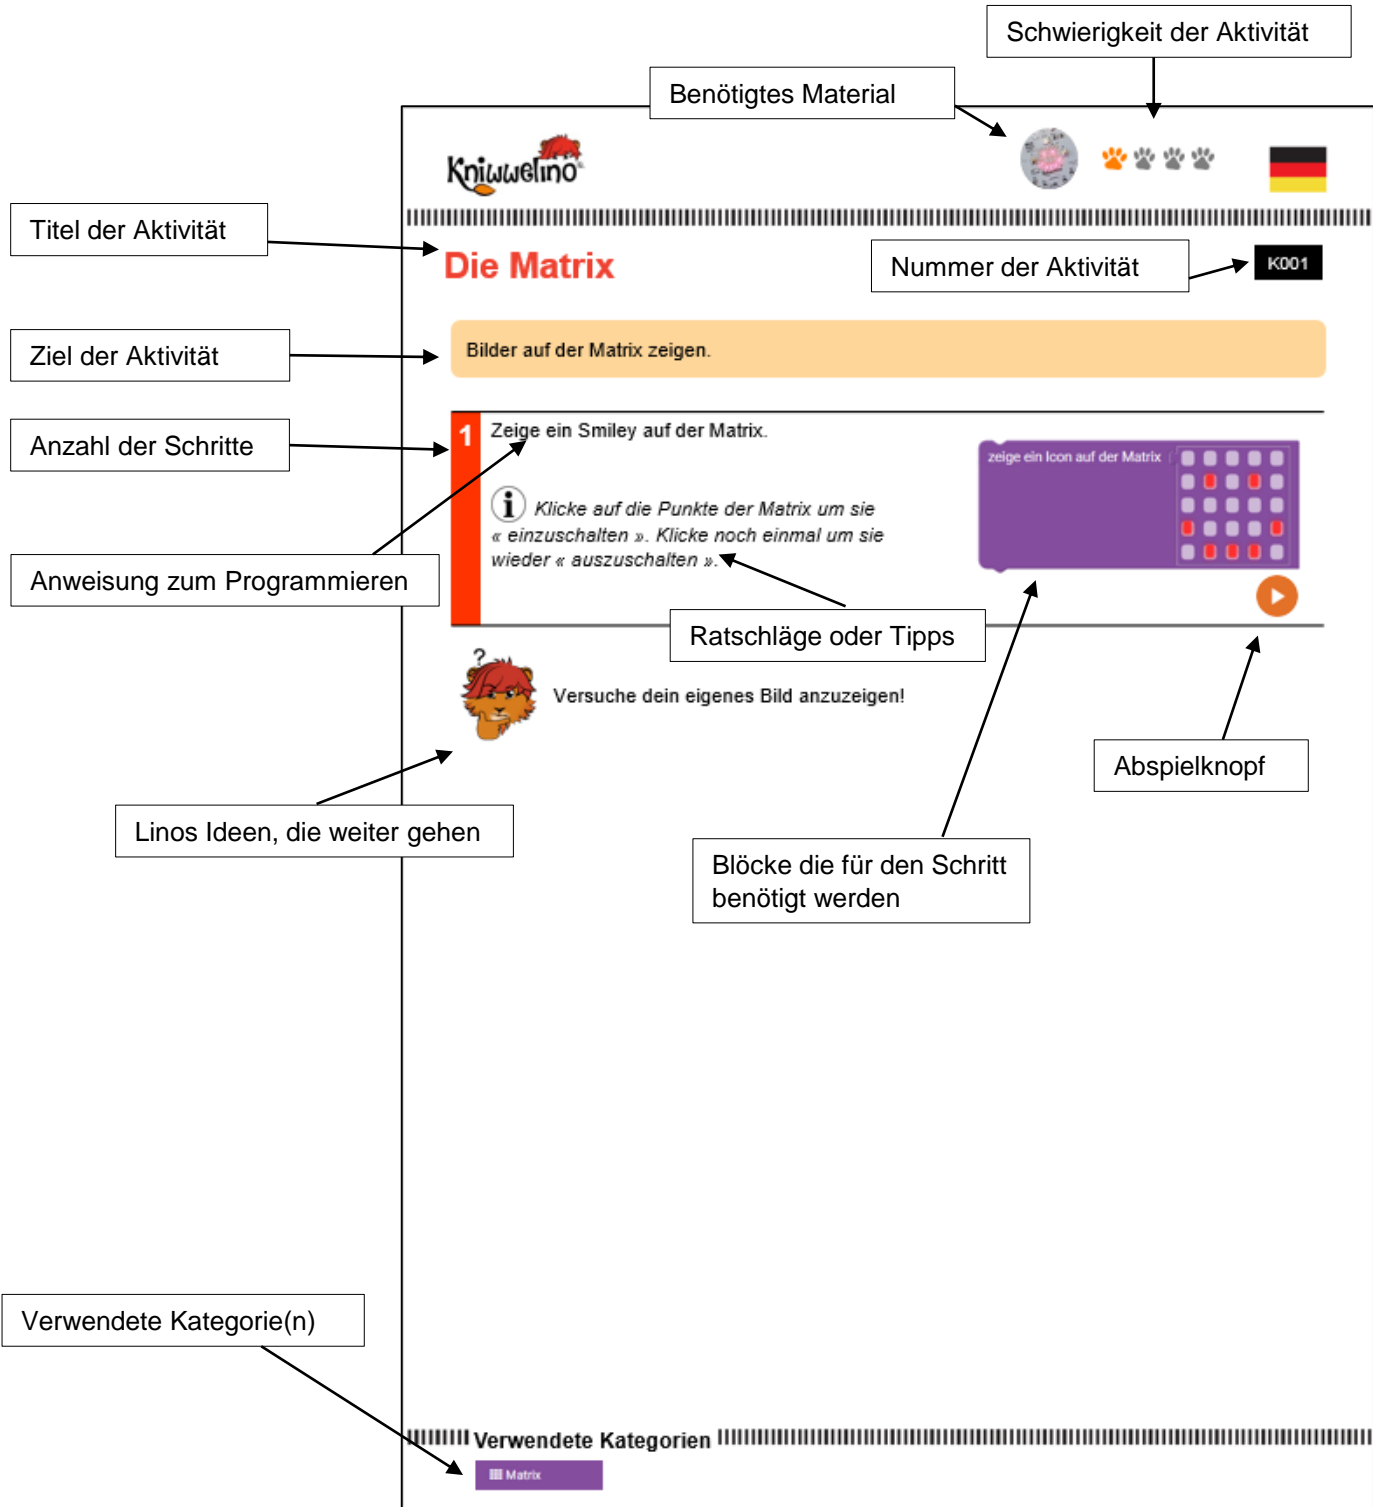 Schwierigkeit der Aktivität
Benötigtes Material
Kniwwelino
Titel der Aktivität
Die Matrix
Nummer der Aktivität
K001
Ziel der Aktivität
Bilder auf der Matrix zeigen.
Anzahl der Schritte
1 Zeige ein Smiley auf der Matrix.
zeige ein Icon auf der Matrix
i Klicke auf die Punkte der Matrix um sie
« einzuschalten ». Klicke noch einmal um sie
wieder « auszuschalten ».
Anweisung zum Programmieren
Ratschläge oder Tipps
?
Versuche dein eigenes Bild anzuzeigen!
Abspielknopf
Linos Ideen, die weiter gehen
Blöcke die für den Schritt
benötigt werden
Verwendete Kategorie(n)
Verwendete Kategorien
Matrix